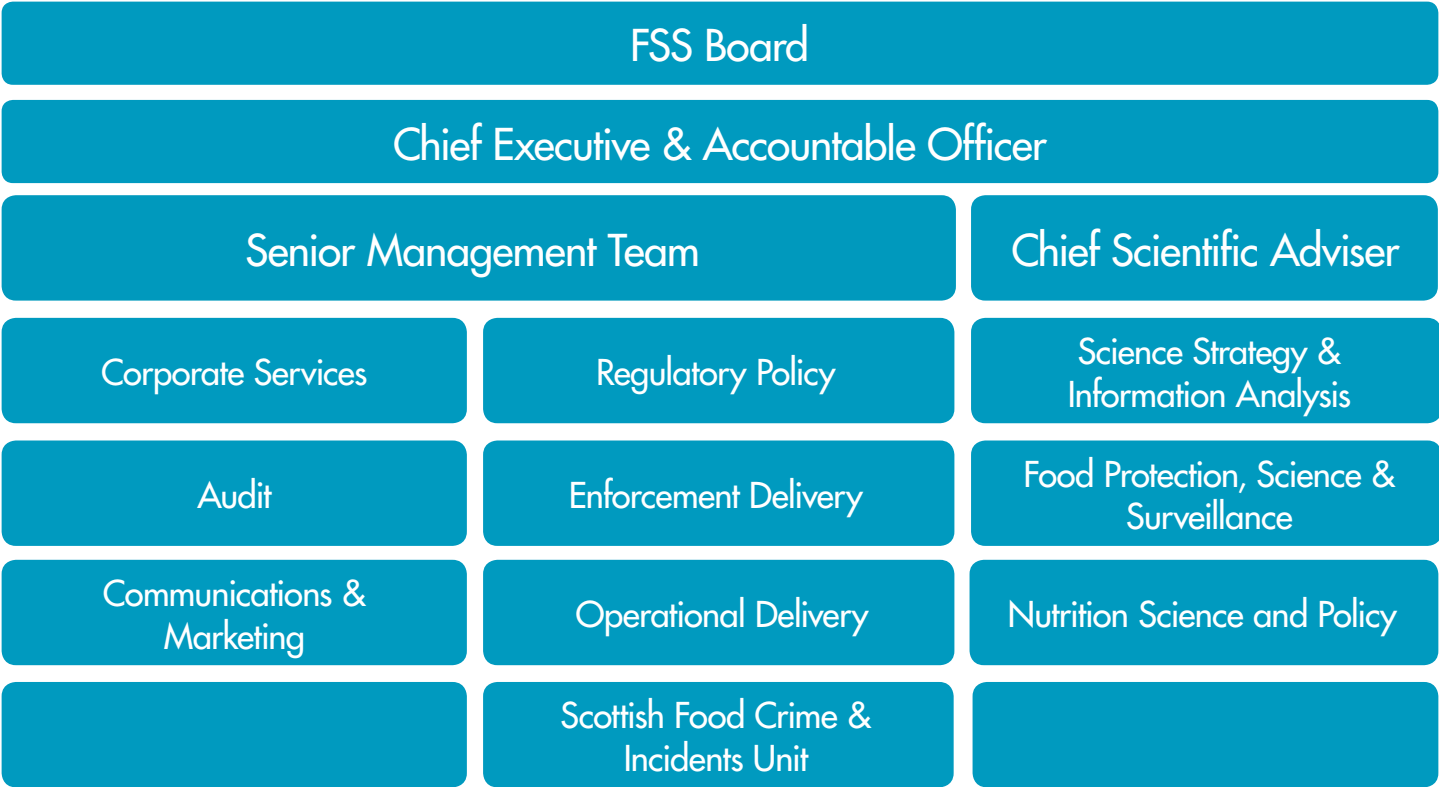 FSS Board
Chief Executive & Accountable Officer
Senior Management Team
Chief Scientific Adviser
Corporate Services
Regulatory Policy
Science Strategy &
Information Analysis
Audit
Enforcement Delivery
Food Protection, Science &
Surveillance
Communications &
Marketing
Operational Delivery
Nutrition Science and Policy
Scottish Food Crime &
Incidents Unit